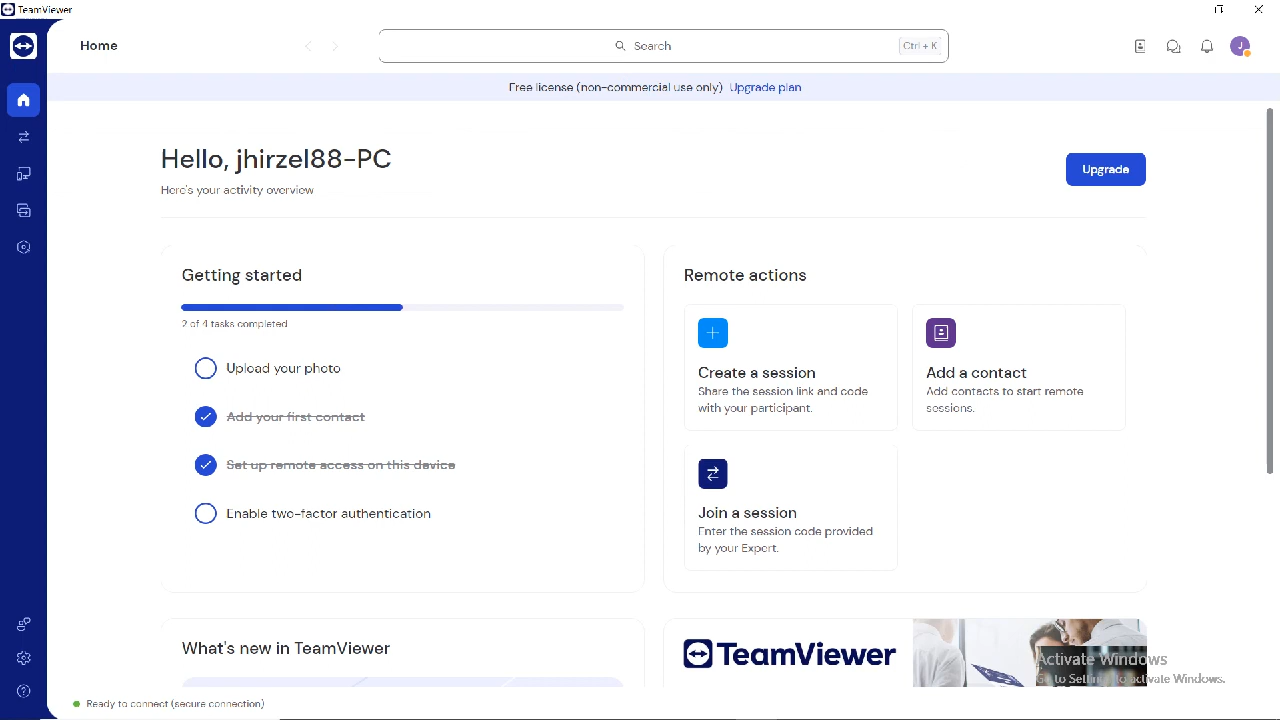 TeamViewer
Home
Search
Ctrl + K
J
Free license (non-commercial use only) Upgrade plan
Hello, jhirzel88-PC
Here's your activity overview
Upgrade
Getting started
2 of 4 tasks completed
Upload your photo
Add your first contact
Set up remote access on this device
Enable two-factor authentication
Remote actions
Create a session
Share the session link and code
with your participant.
Add a contact
Add contacts to start remote
sessions.
Join a session
Enter the session code provided
by your Expert.
What's new in TeamViewer
TeamViewer
Activate Windows
Go to Settings to activate Windows.
Ready to connect (secure connection)